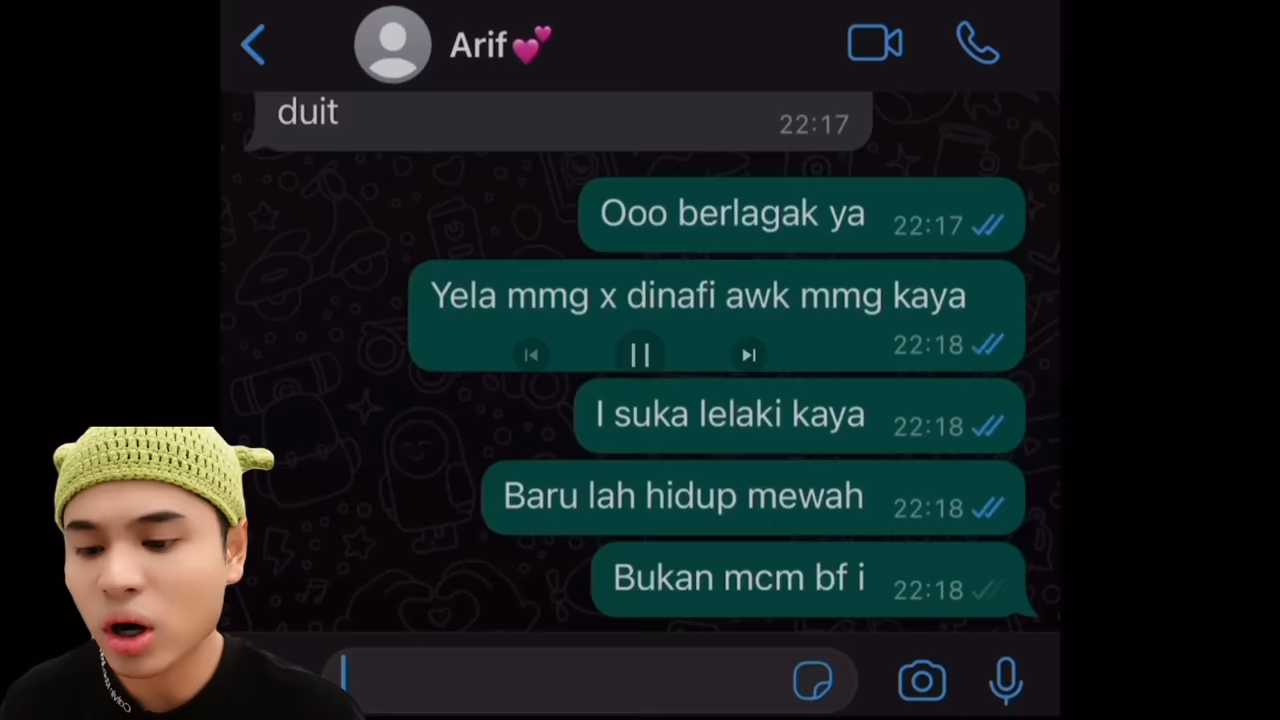 Arif💕
duit
22:17
Ooo berlagak ya 22:17
Yela mmg x dinafi awk mmg kaya
22:18
I suka lelaki kaya 22:18
Baru lah hidup mewah 22:18
Bukan mcm bf i 22:18